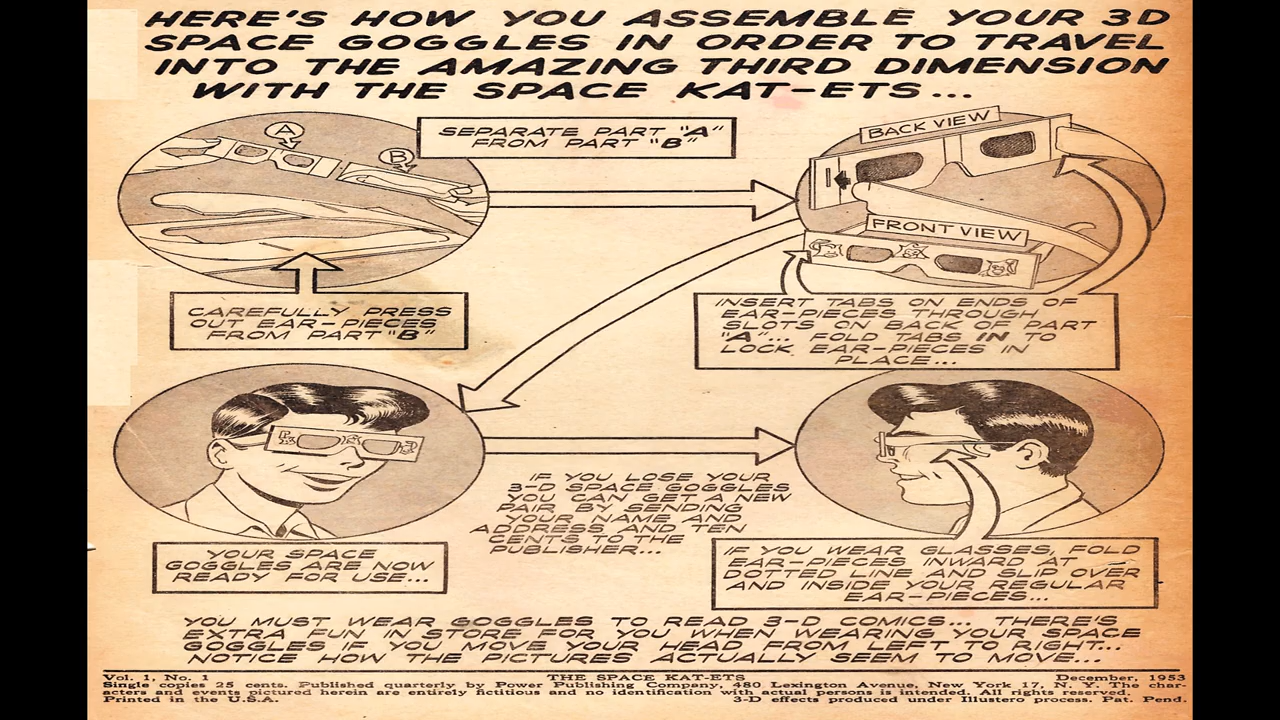 HERE'S HOW YOU ASSEMBLE YOUR 3D
SPACE GOGGLES IN ORDER TO TRAVEL
INTO THE AMAZING THIRD DIMENSION
WITH THE SPACE KAT-ETS...
A
B
SEPARATE PART "A"
FROM PART "B"
BACK VIEW
FRONT VIEW
CAREFULLY PRESS
OUT EAR-PIECES
FROM PART "B"
INSERT TABS ON ENDS OF
EAR-PIECES THROUGH
SLOTS ON BACK OF PART
"A"... FOLD TABS IN TO
LOCK EAR-PIECES IN
PLACE...
IF YOU LOSE YOUR
3-D SPACE GOGGLES
YOU CAN GET A NEW
PAIR BY SENDING
YOUR NAME AND
ADDRESS AND TEN
CENTS TO THE
PUBLISHER...
YOUR SPACE
GOGGLES ARE NOW
READY FOR USE...
IF YOU WEAR GLASSES, FOLD
EAR-PIECES INWARD AT
DOTTED LINE AND SLIP OVER
AND INSIDE YOUR REGULAR
EAR-PIECES...
YOU MUST WEAR GOGGLES TO READ 3-D COMICS... THERE'S
EXTRA FUN IN STORE FOR YOU WHEN WEARING YOUR SPACE
GOGGLES IF YOU MOVE YOUR HEAD FROM LEFT TO RIGHT...
NOTICE HOW THE PICTURES ACTUALLY SEEM TO MOVE...
Vol. 1, No. 1 THE SPACE KAT-ETS December, 1953
Single copies 25 cents. Published quarterly by Power Publishing Company, 480 Lexington Avenue, New York 17, N. Y. The char-
acters and events pictured herein are entirely fictitious and no identification with actual persons is intended. All rights reserved.
Printed in the U.S.A. 3-D effects produced under Illustero process. Pat. Pend.